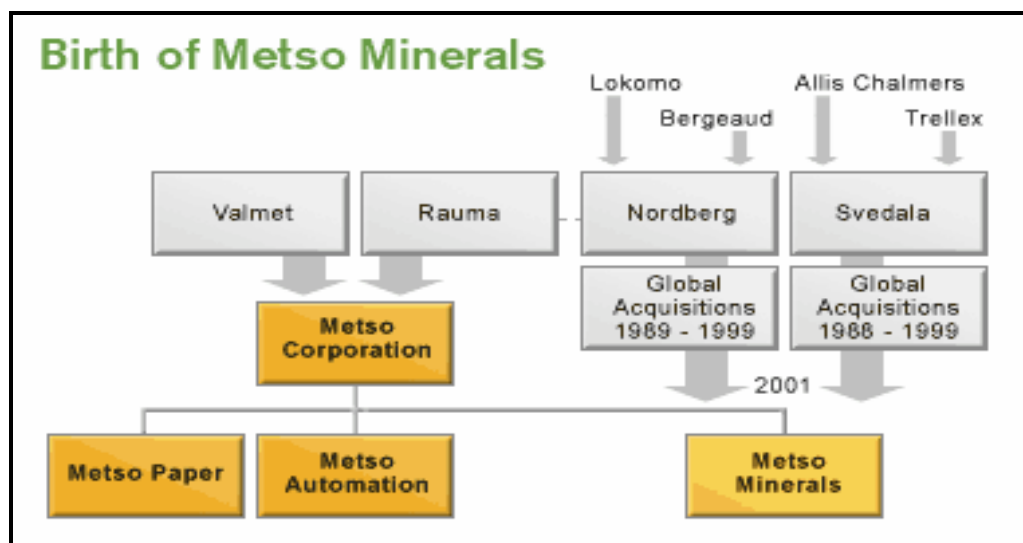 Birth of Metso Minerals
Lokomo
Allis Chalmers
Bergeaud
Trellex
Valmet
Rauma
Nordberg
Svedala
Global
Acquisitions
1989 - 1999
Global
Acquisitions
1988 - 1999
Metso
Corporation
2001
Metso Paper
Metso
Automation
Metso
Minerals